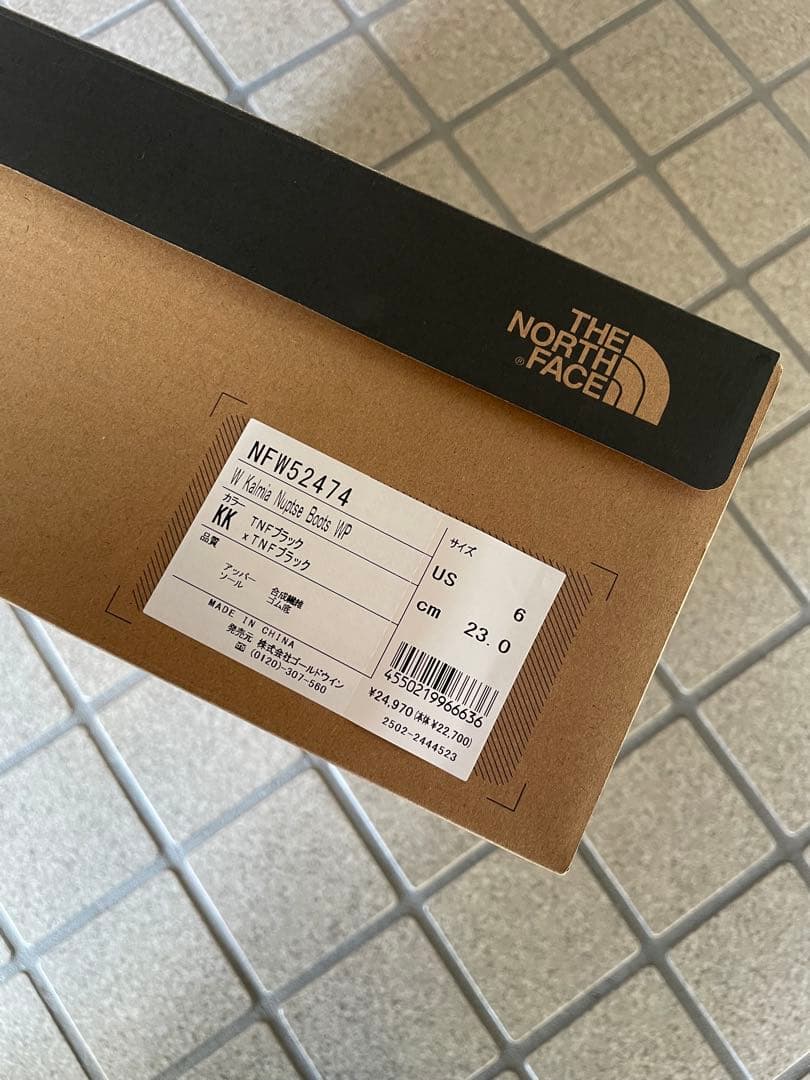 THE
NORTH
FACE
®
NFW52474
W Kalmia Nuptse Boots WP
カラー
KK TNFブラック
xTNFブラック
品質
アッパー 合成繊維
ソール ゴム底
MADE IN CHINA
発売元 株式会社ゴールドウイン
(0120)-307-560
サイズ
US 6
cm 23.0
4550219966636
¥24,970(本体¥22,700)
2502-2444523